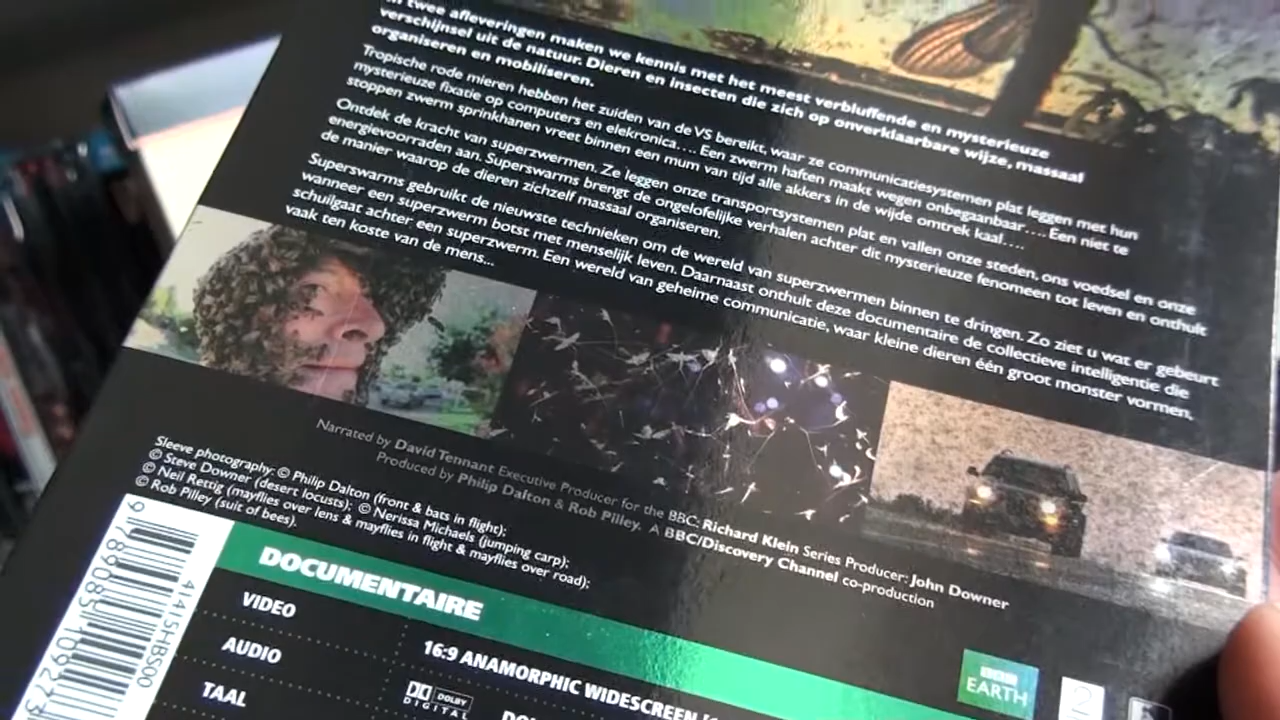 In twee afleveringen maken we kennis met het meest verbluffende en mysterieuze
verschijnsel uit de natuur. Dieren en insecten die zich op onverklaarbare wijze, massaal
organiseren en mobiliseren.
Tropische rode mieren hebben het zuiden van de VS bereikt, waar ze communicatiesystemen plat leggen met hun
mysterieuze fixatie op computers en elekronica.... Een zwerm haften maakt wegen onbegaanbaar.... Een niet te
stoppen zwerm sprinkhanen vreet binnen een mum van tijd alle akkers in de wijde omtrek kaal....
Ontdek de kracht van superzwermen. Ze leggen onze transportsystemen plat en vallen onze steden, ons voedsel en onze
energievoorraden aan. Superswarms brengt de ongelofelijke verhalen achter dit mysterieuze fenomeen tot leven en onthult
de manier waarop de dieren zichzelf massaal organiseren.
Superswarms gebruikt de nieuwste technieken om de wereld van superzwermen binnen te dringen. Zo ziet u wat er gebeurt
wanneer een superzwerm botst met menselijk leven. Daarnaast onthult deze documentaire de collectieve intelligentie die
schuilgaat achter een superzwerm. Een wereld van geheime communicatie, waar kleine dieren één groot monster vormen,
vaak ten koste van de mens...
Narrated by David Tennant Executive Producer for the BBC: Richard Klein Series Producer: John Downer
Produced by Philip Dalton & Rob Pilley. A BBC/Discovery Channel co-production
Sleeve photography: © Philip Dalton (front & bats in flight);
© Steve Downer (desert locusts); © Nerissa Michaels (jumping carp);
© Neil Rettig (mayflies over lens & mayflies in flight & mayflies over road);
© Rob Pilley (suit of bees).
4145HBS00
9789085109273
DOCUMENTAIRE
VIDEO
16:9 ANAMORPHIC WIDESCREEN
AUDIO
DOLBY
DIGITAL
TAAL
BBC
EARTH
2